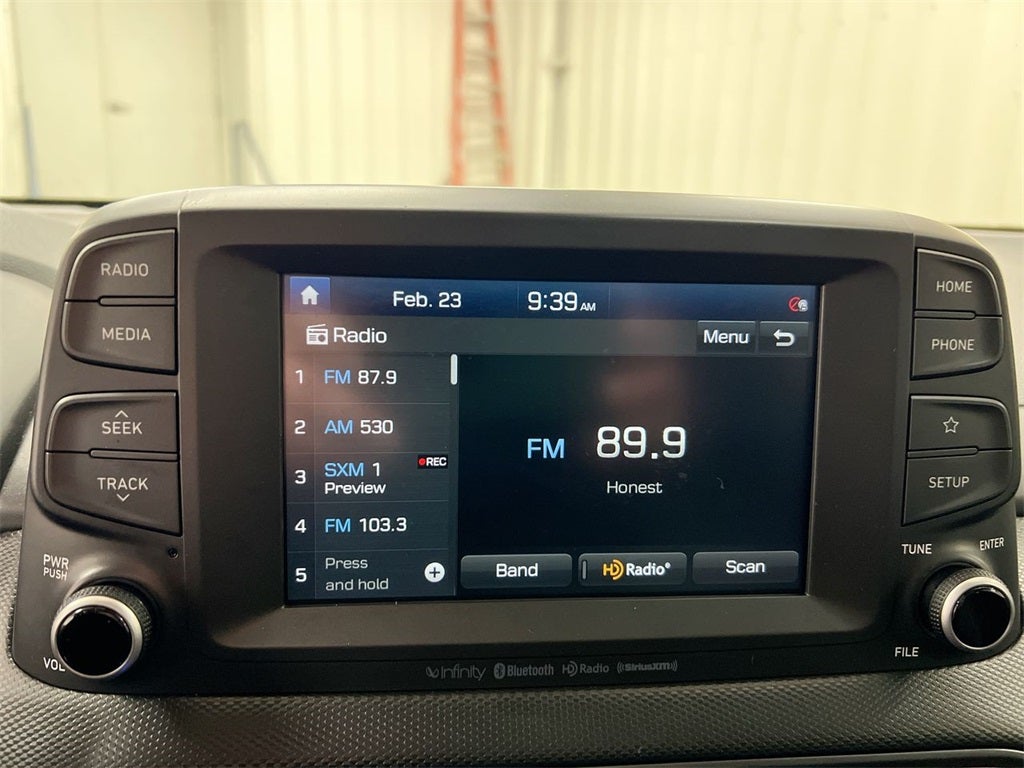 RADIO
MEDIA
SEEK
TRACK
PWR
PUSH
VOL
Feb. 23 9:39 AM
Radio Menu
1 FM 87.9
2 AM 530
3 SXM 1 REC
Preview
4 FM 103.3
5 Press
and hold
FM 89.9
Honest
Band HD Radio® Scan
HOME
PHONE
SETUP
TUNE ENTER
FILE
Infinity Bluetooth HD Radio ((SiriusXM))